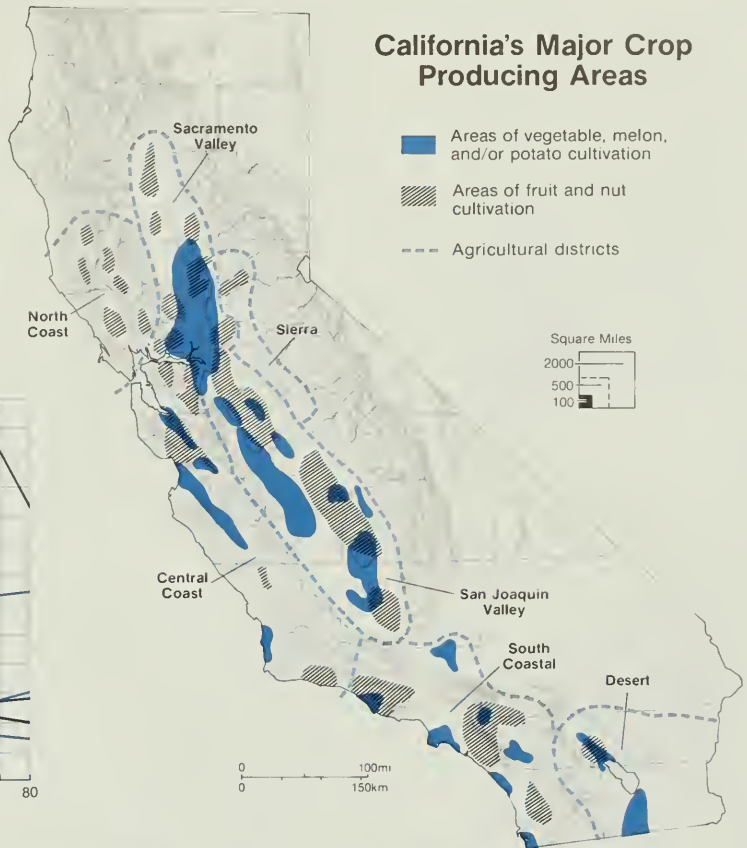 California's Major Crop
Producing Areas
Areas of vegetable, melon,
and/or potato cultivation
Areas of fruit and nut
cultivation
Agricultural districts
Sacramento
Valley
North
Coast
Sierra
Square Miles
2000
500
100
Central
Coast
San Joaquin
Valley
South
Coastal
Desert
0 100mi
0 150km
80